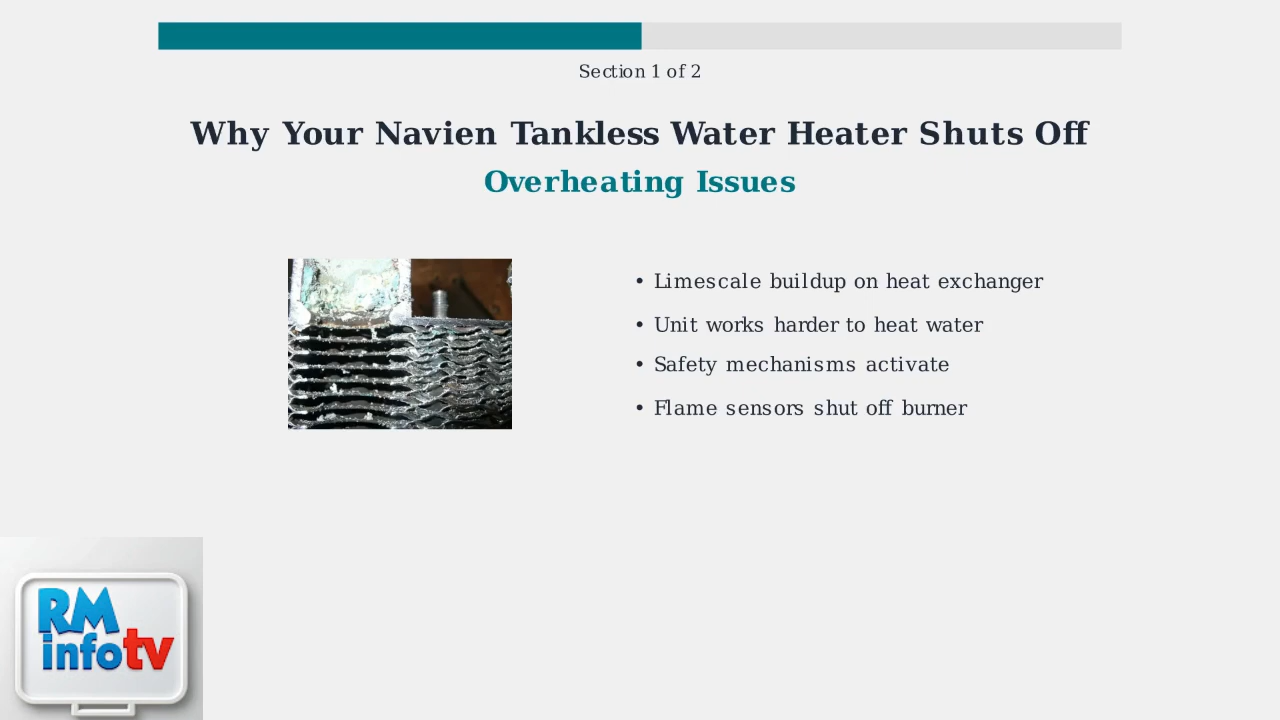 Section 1 of 2
Why Your Navien Tankless Water Heater Shuts Off
Overheating Issues
• Limescale buildup on heat exchanger
• Unit works harder to heat water
• Safety mechanisms activate
• Flame sensors shut off burner
RM
infotv